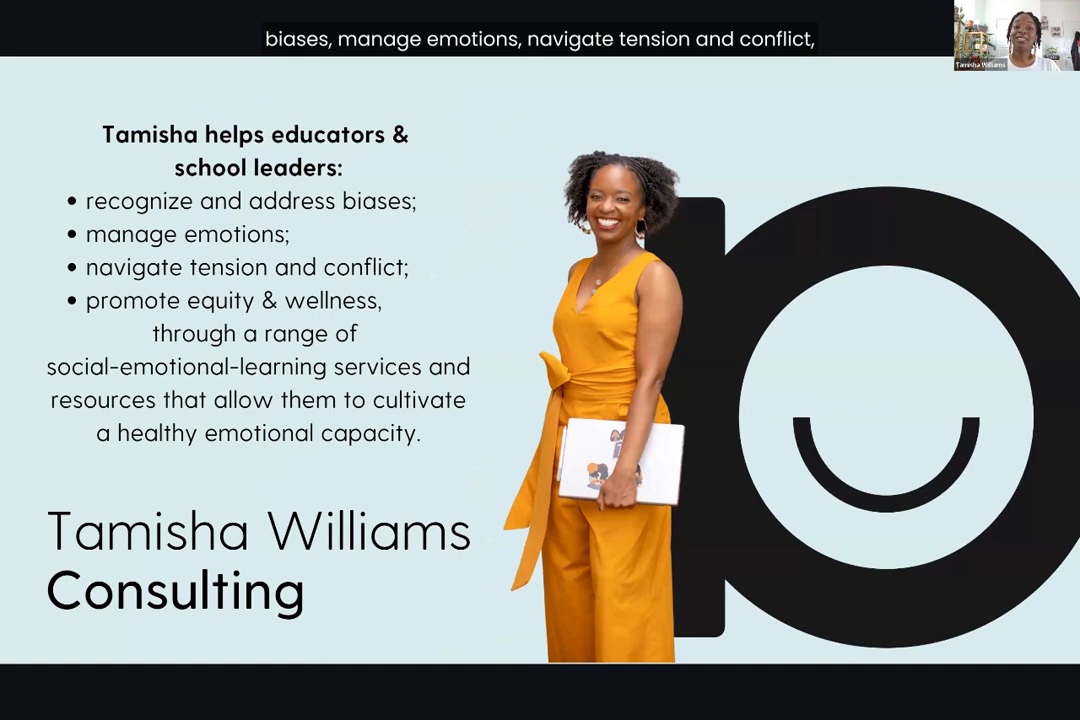 biases, manage emotions, navigate tension and conflict,
Tamisha Williams
Tamisha helps educators &
school leaders:
• recognize and address biases;
• manage emotions;
• navigate tension and conflict;
• promote equity & wellness,
through a range of
social-emotional-learning services and
resources that allow them to cultivate
a healthy emotional capacity.
Tamisha Williams
Consulting